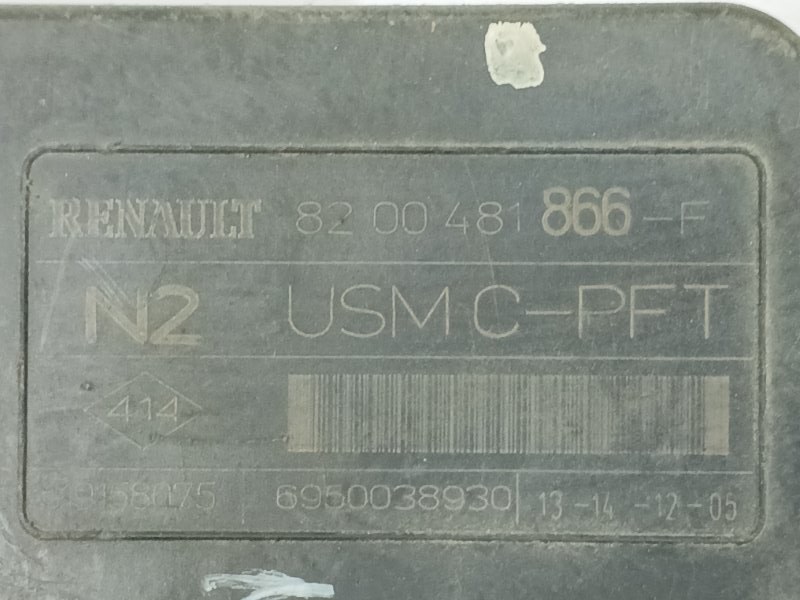 RENAULT 82 00 481 866-F
N2 USM C-PFT
414
6950038930 13-14-12-05